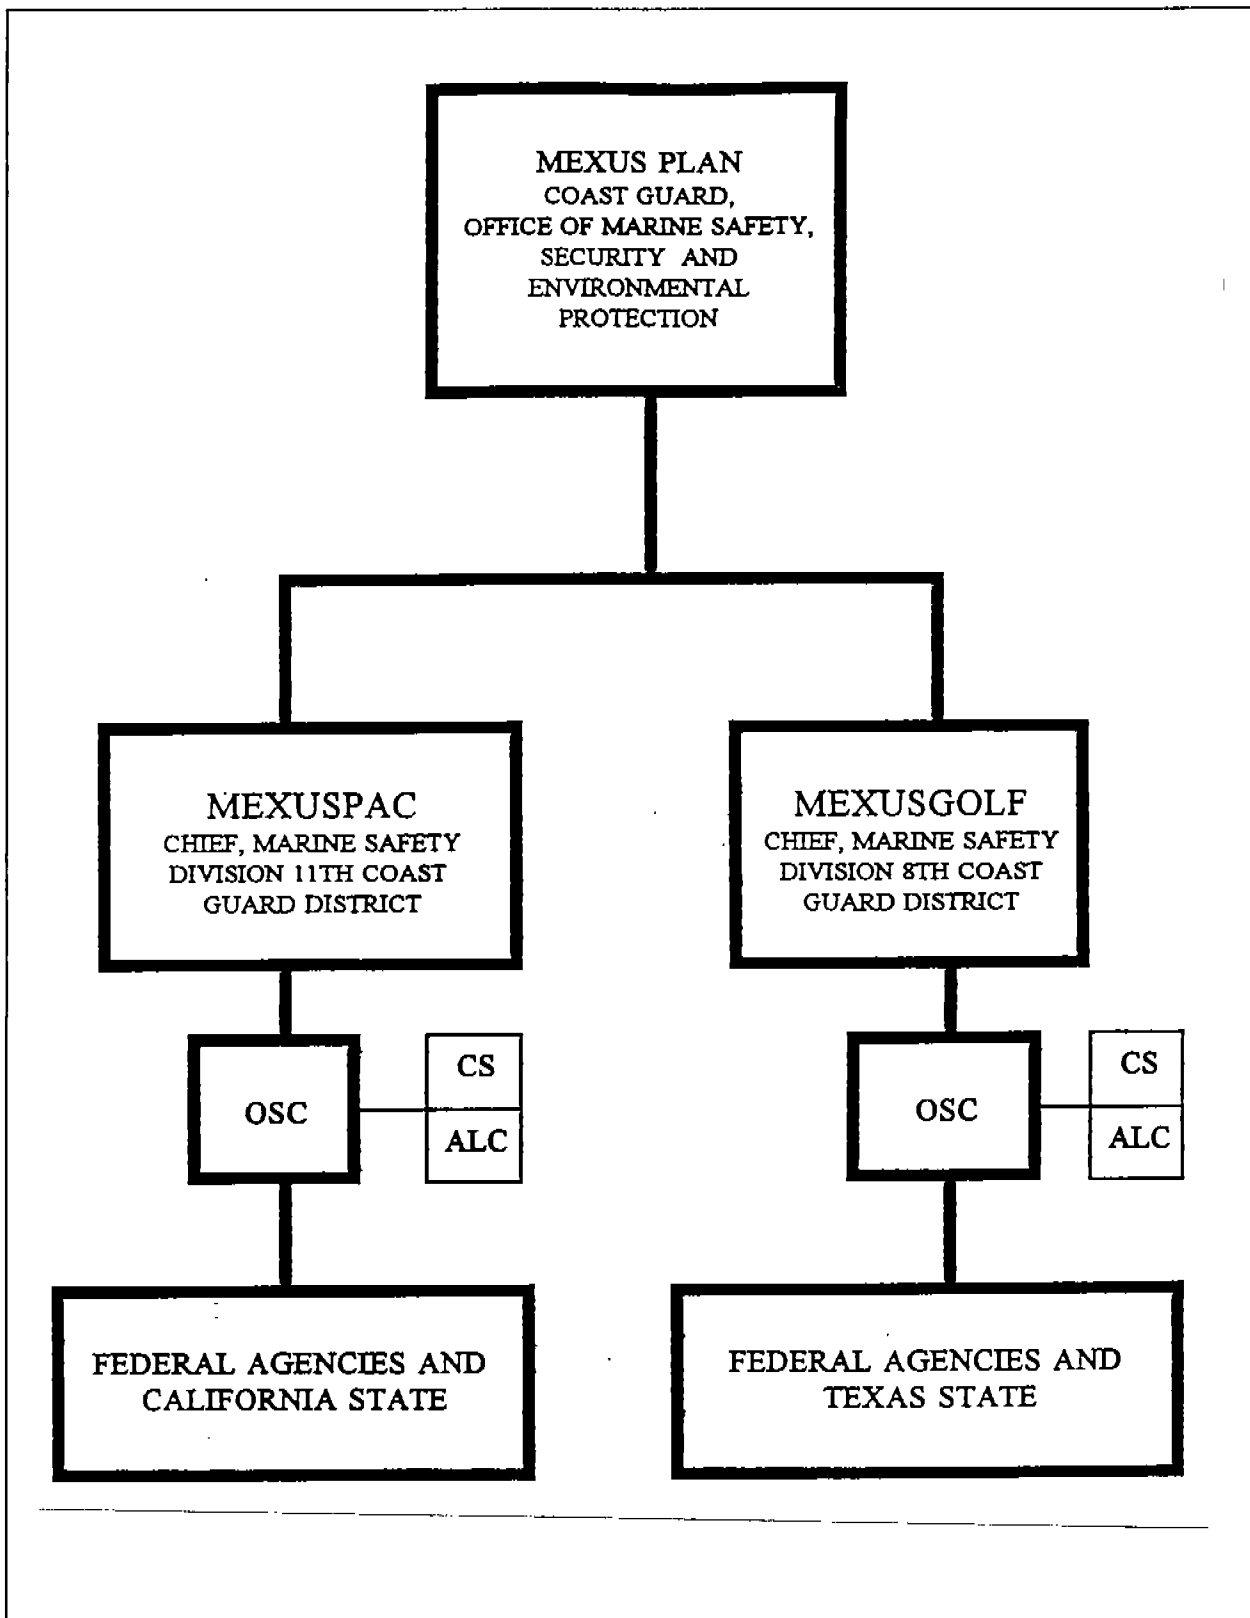 MEXUS PLAN
COAST GUARD,
OFFICE OF MARINE SAFETY,
SECURITY AND
ENVIRONMENTAL
PROTECTION
MEXUSPAC
CHIEF, MARINE SAFETY
DIVISION 11TH COAST
GUARD DISTRICT
MEXUSGOLF
CHIEF, MARINE SAFETY
DIVISION 8TH COAST
GUARD DISTRICT
OSC
CS
ALC
OSC
CS
ALC
FEDERAL AGENCIES AND
CALIFORNIA STATE
FEDERAL AGENCIES AND
TEXAS STATE